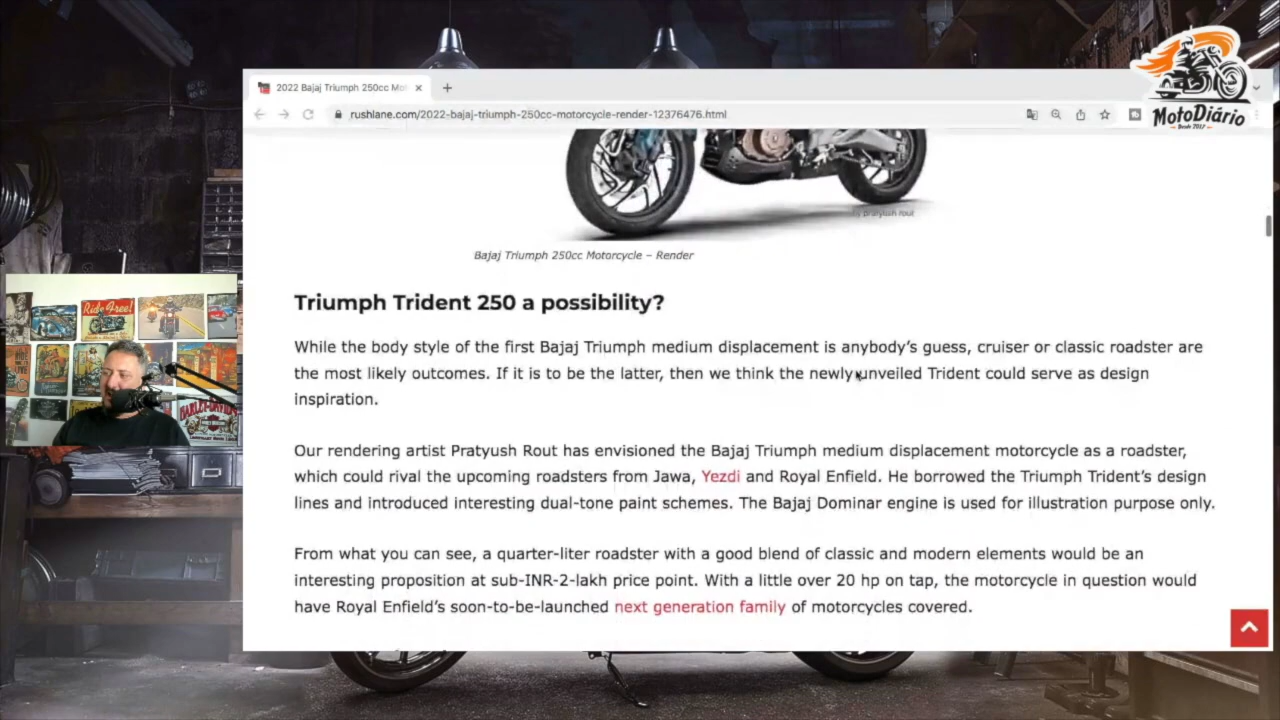 MotoDiário
Desde 2017
2022 Bajaj Triumph 250cc Mo
rushlane.com/2022-bajaj-triumph-250cc-motorcycle-render-12376476.html
by pratyush rout
Bajaj Triumph 250cc Motorcycle – Render
Triumph Trident 250 a possibility?
While the body style of the first Bajaj Triumph medium displacement is anybody's guess, cruiser or classic roadster are
the most likely outcomes. If it is to be the latter, then we think the newly unveiled Trident could serve as design
inspiration.
Our rendering artist Pratyush Rout has envisioned the Bajaj Triumph medium displacement motorcycle as a roadster,
which could rival the upcoming roadsters from Jawa, Yezdi and Royal Enfield. He borrowed the Triumph Trident's design
lines and introduced interesting dual-tone paint schemes. The Bajaj Dominar engine is used for illustration purpose only.
From what you can see, a quarter-liter roadster with a good blend of classic and modern elements would be an
interesting proposition at sub-INR-2-lakh price point. With a little over 20 hp on tap, the motorcycle in question would
have Royal Enfield's soon-to-be-launched next generation family of motorcycles covered.
Ride Free!
HARLEY-DAVIDSON